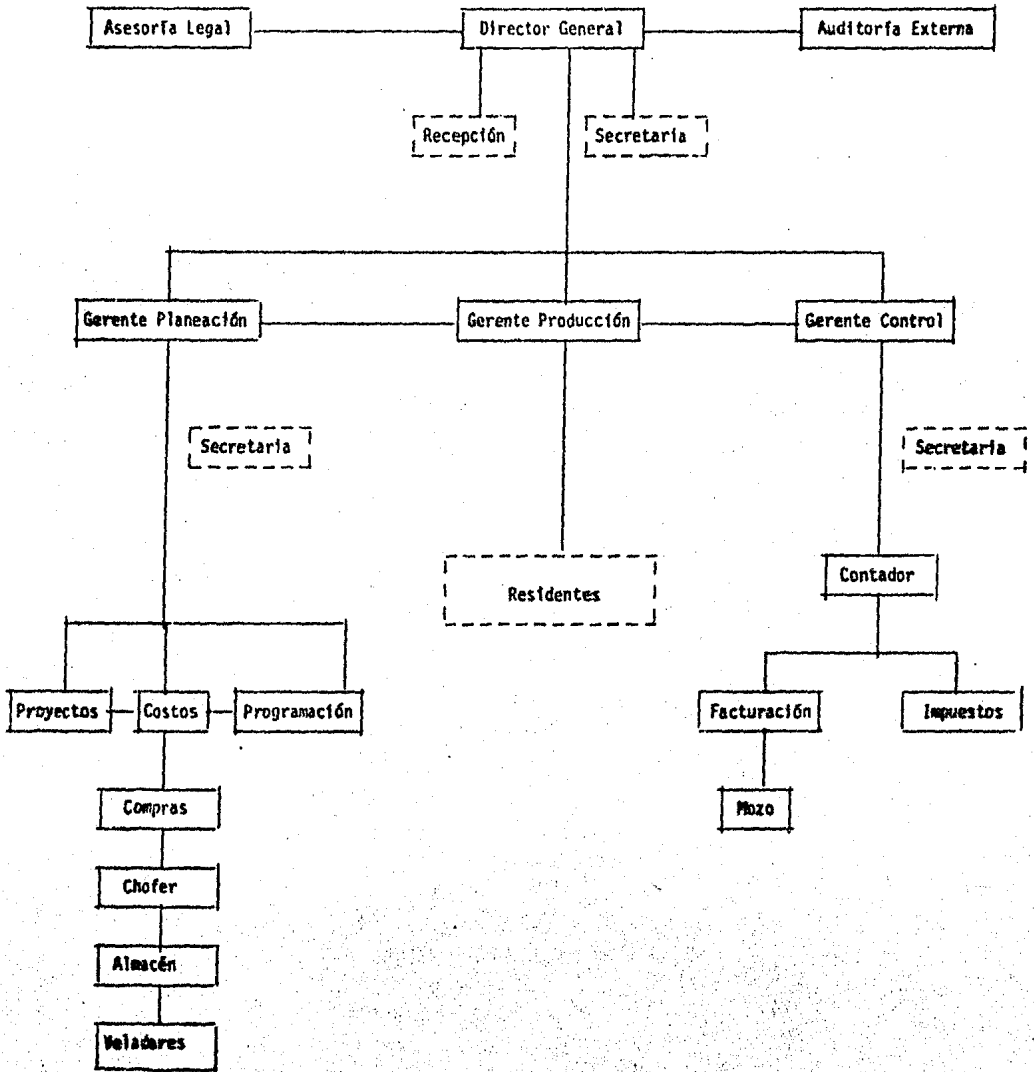 Asesoría Legal
Director General
Auditoría Externa
Recepción
Secretaria
Gerente Planeación
Gerente Producción
Gerente Control
Secretaria
Secretaria
Residentes
Contador
Proyectos
Costos
Programación
Facturación
Impuestos
Compras
Mozo
Chofer
Almacén
Veladores